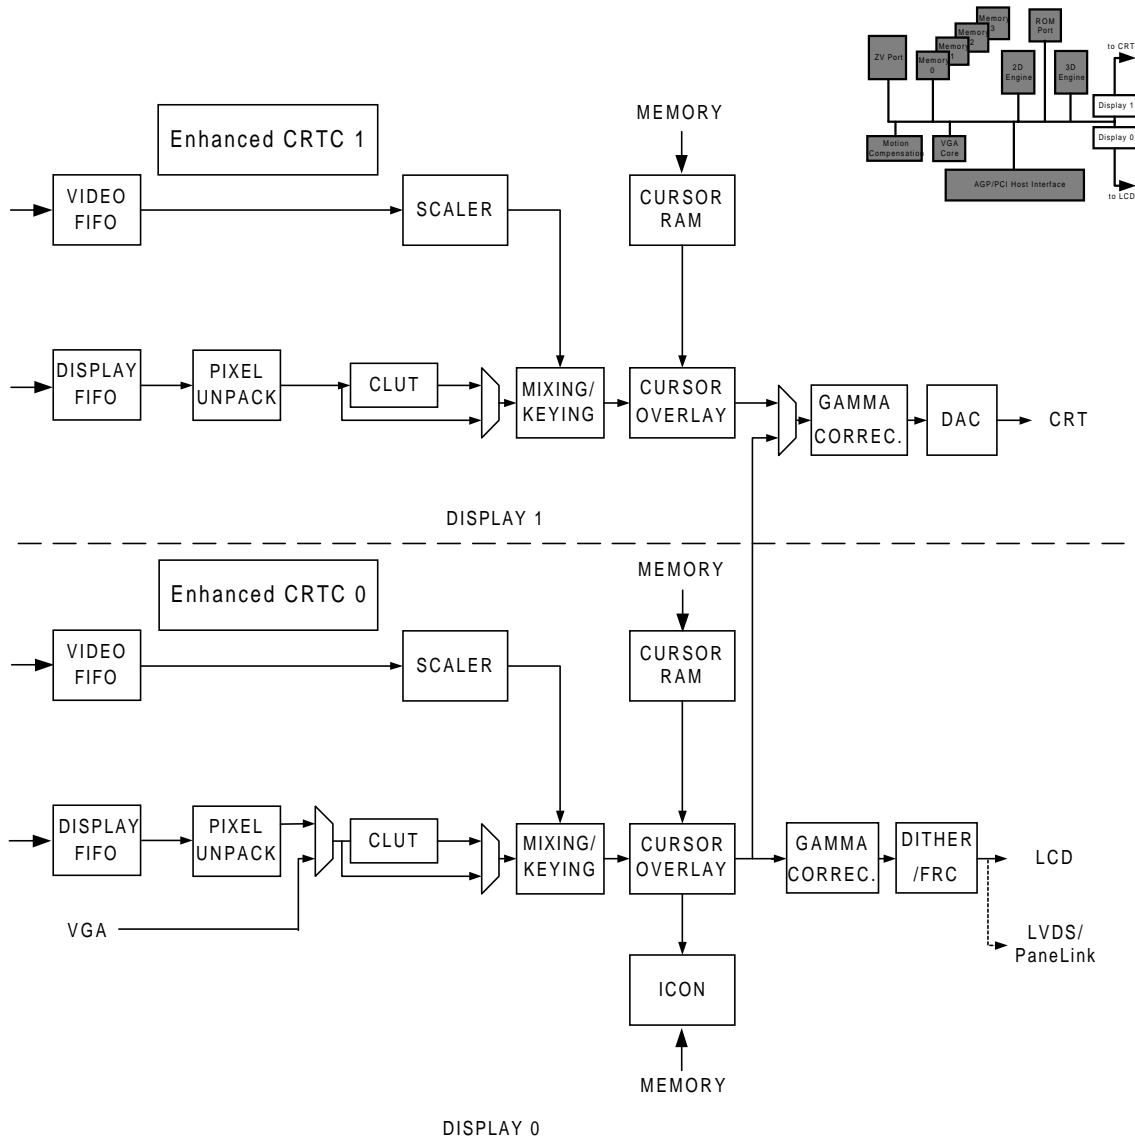 Memory
3
Memory
2
Memory
1
Memory
0
ROM
Port
ZV Port
2D
Engine
3D
Engine
to CRT
Display 1
Display 0
Motion
Compensation
VGA
Core
AGP/PCI Host Interface
to LCD
Enhanced CRTC 1
MEMORY
VIDEO
FIFO
SCALER
CURSOR
RAM
DISPLAY
FIFO
PIXEL
UNPACK
CLUT
MIXING/
KEYING
CURSOR
OVERLAY
GAMMA
CORREC.
DAC
CRT
DISPLAY 1
Enhanced CRTC 0
MEMORY
VIDEO
FIFO
SCALER
CURSOR
RAM
DISPLAY
FIFO
PIXEL
UNPACK
CLUT
MIXING/
KEYING
CURSOR
OVERLAY
GAMMA
CORREC.
DITHER
/FRC
LCD
VGA
LVDS/
PaneLink
ICON
MEMORY
DISPLAY 0